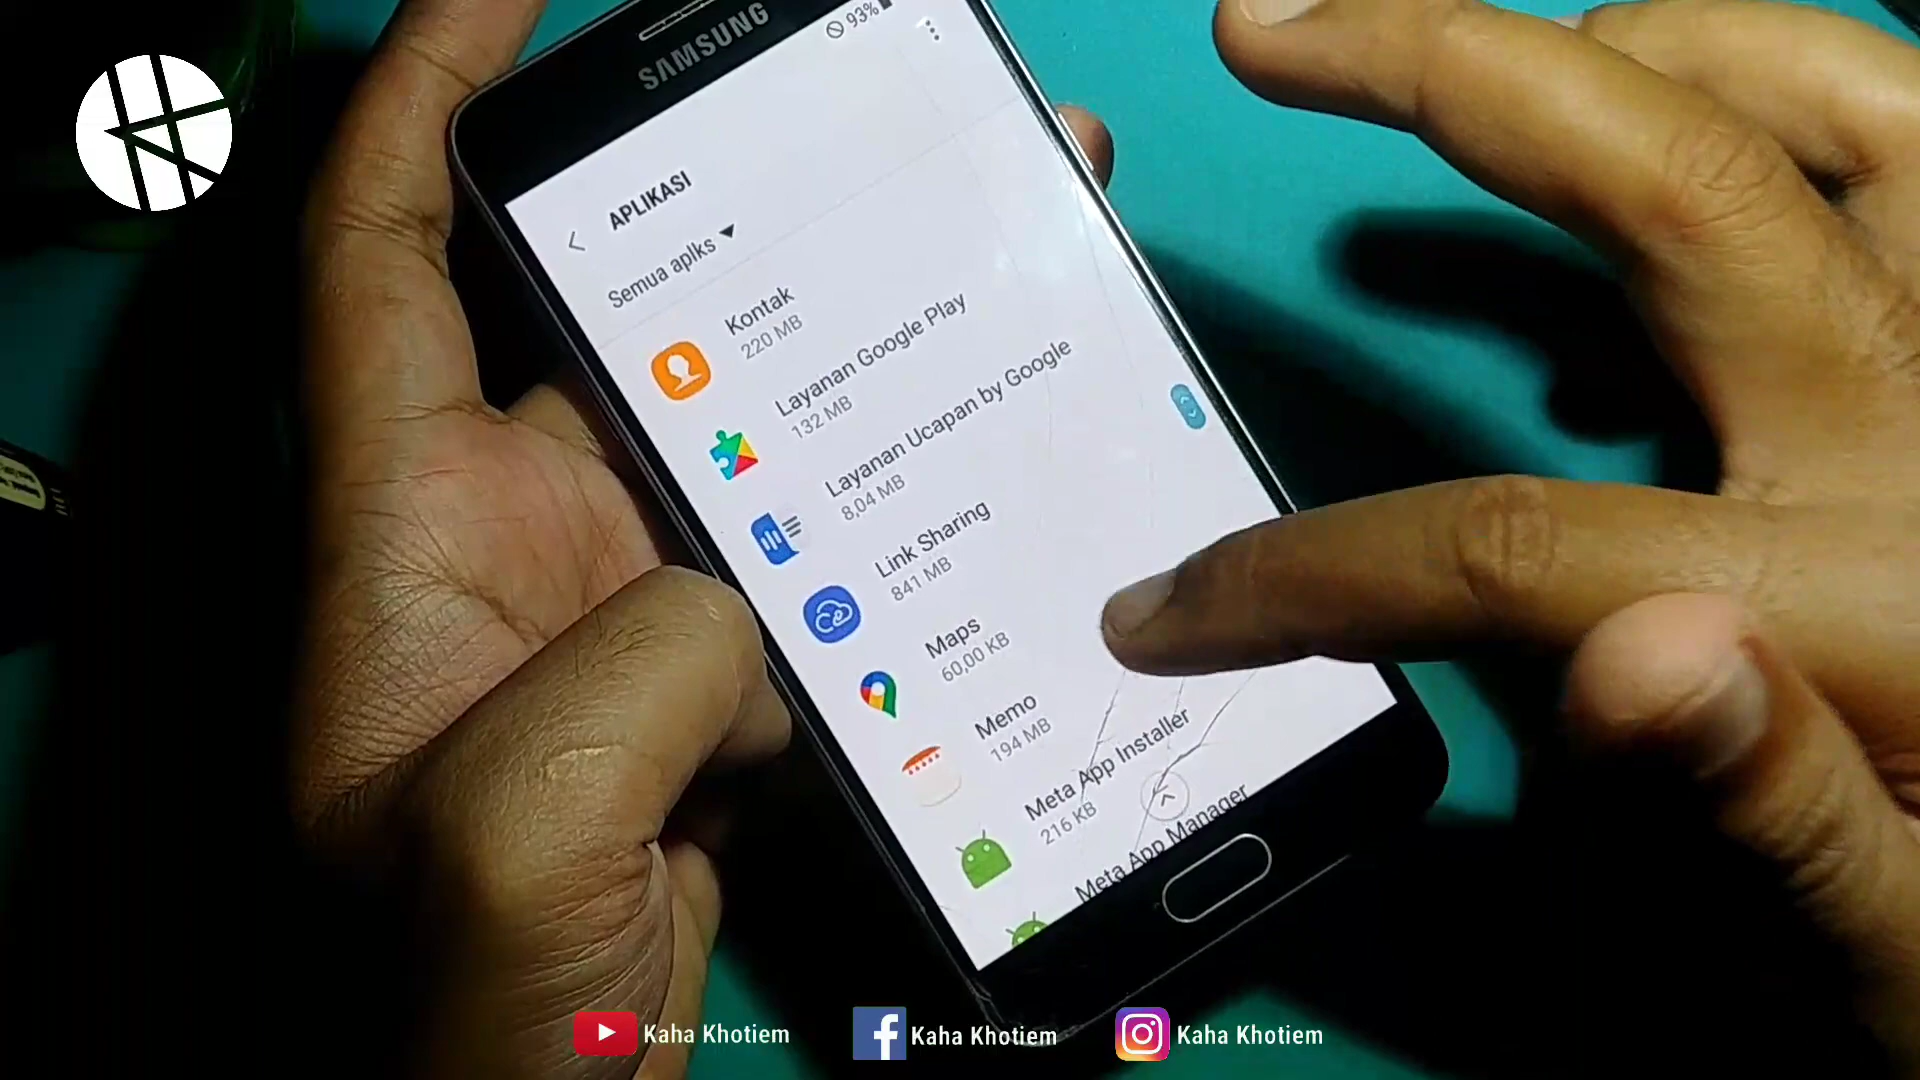 SAMSUNG
93%
APLIKASI
Semua aplks
Kontak
220 MB
Layanan Google Play
132 MB
Layanan Ucapan by Google
8,04 MB
Link Sharing
841 MB
Maps
60,00 KB
Memo
194 MB
Meta App Installer
216 KB
Meta App Manager
Kaha Khotiem
Kaha Khotiem
Kaha Khotiem